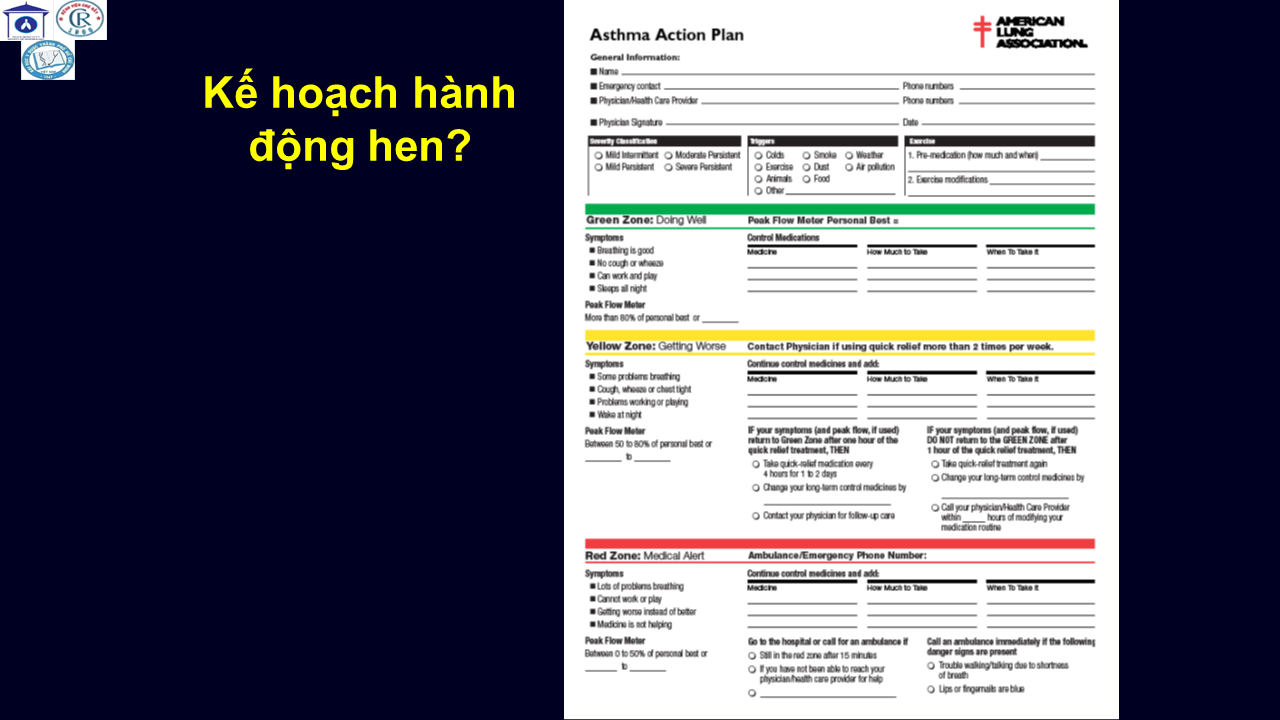 Kế hoạch hành
động hen?
Asthma Action Plan
AMERICAN
LUNG
ASSOCIATION.
General Information:
Name
Emergency contact Phone numbers
Physician/Health Care Provider Phone numbers
Physician Signature Date
Severity Classification Triggers Exercise
Mild Intermittent Moderate Persistent Colds Smoke Weather 1. Pre-medication (how much and when)
Mild Persistent Severe Persistent Exercise Dust Air pollution
Animals Food 2. Exercise modifications
Other
Green Zone: Doing Well Peak Flow Meter Personal Best =
Symptoms Control Medications
Breathing is good Medicine How Much to Take When To Take It
No cough or wheeze
Can work and play
Sleeps all night
Peak Flow Meter
More than 80% of personal best or
Yellow Zone: Getting Worse Contact Physician if using quick relief more than 2 times per week.
Symptoms Continue control medicines and add:
Some problems breathing Medicine How Much to Take When To Take It
Cough, wheeze or chest tight
Problems working or playing
Wake at night
Peak Flow Meter
Between 50 to 80% of personal best or
to
IF your symptoms (and peak flow, if used)
return to Green Zone after one hour of the
quick relief treatment, THEN
Take quick-relief medication every
4 hours for 1 to 2 days
Change your long-term control medicines by
Contact your physician for follow-up care
IF your symptoms (and peak flow, if used)
DO NOT return to the GREEN ZONE after
1 hour of the quick relief treatment, THEN
Take quick-relief treatment again
Change your long-term control medicines by
Call your physician/Health Care Provider
within hours of modifying your
medication routine
Red Zone: Medical Alert Ambulance/Emergency Phone Number:
Symptoms Continue control medicines and add:
Lots of problems breathing Medicine How Much to Take When To Take It
Cannot work or play
Getting worse instead of better
Medicine is not helping
Peak Flow Meter
Between 0 to 50% of personal best or
to
Go to the hospital or call for an ambulance if
Still in the red zone after 15 minutes
If you have not been able to reach your
physician/health care provider for help
Call an ambulance immediately if the following
danger signs are present
Trouble walking/talking due to shortness
of breath
Lips or fingernails are blue